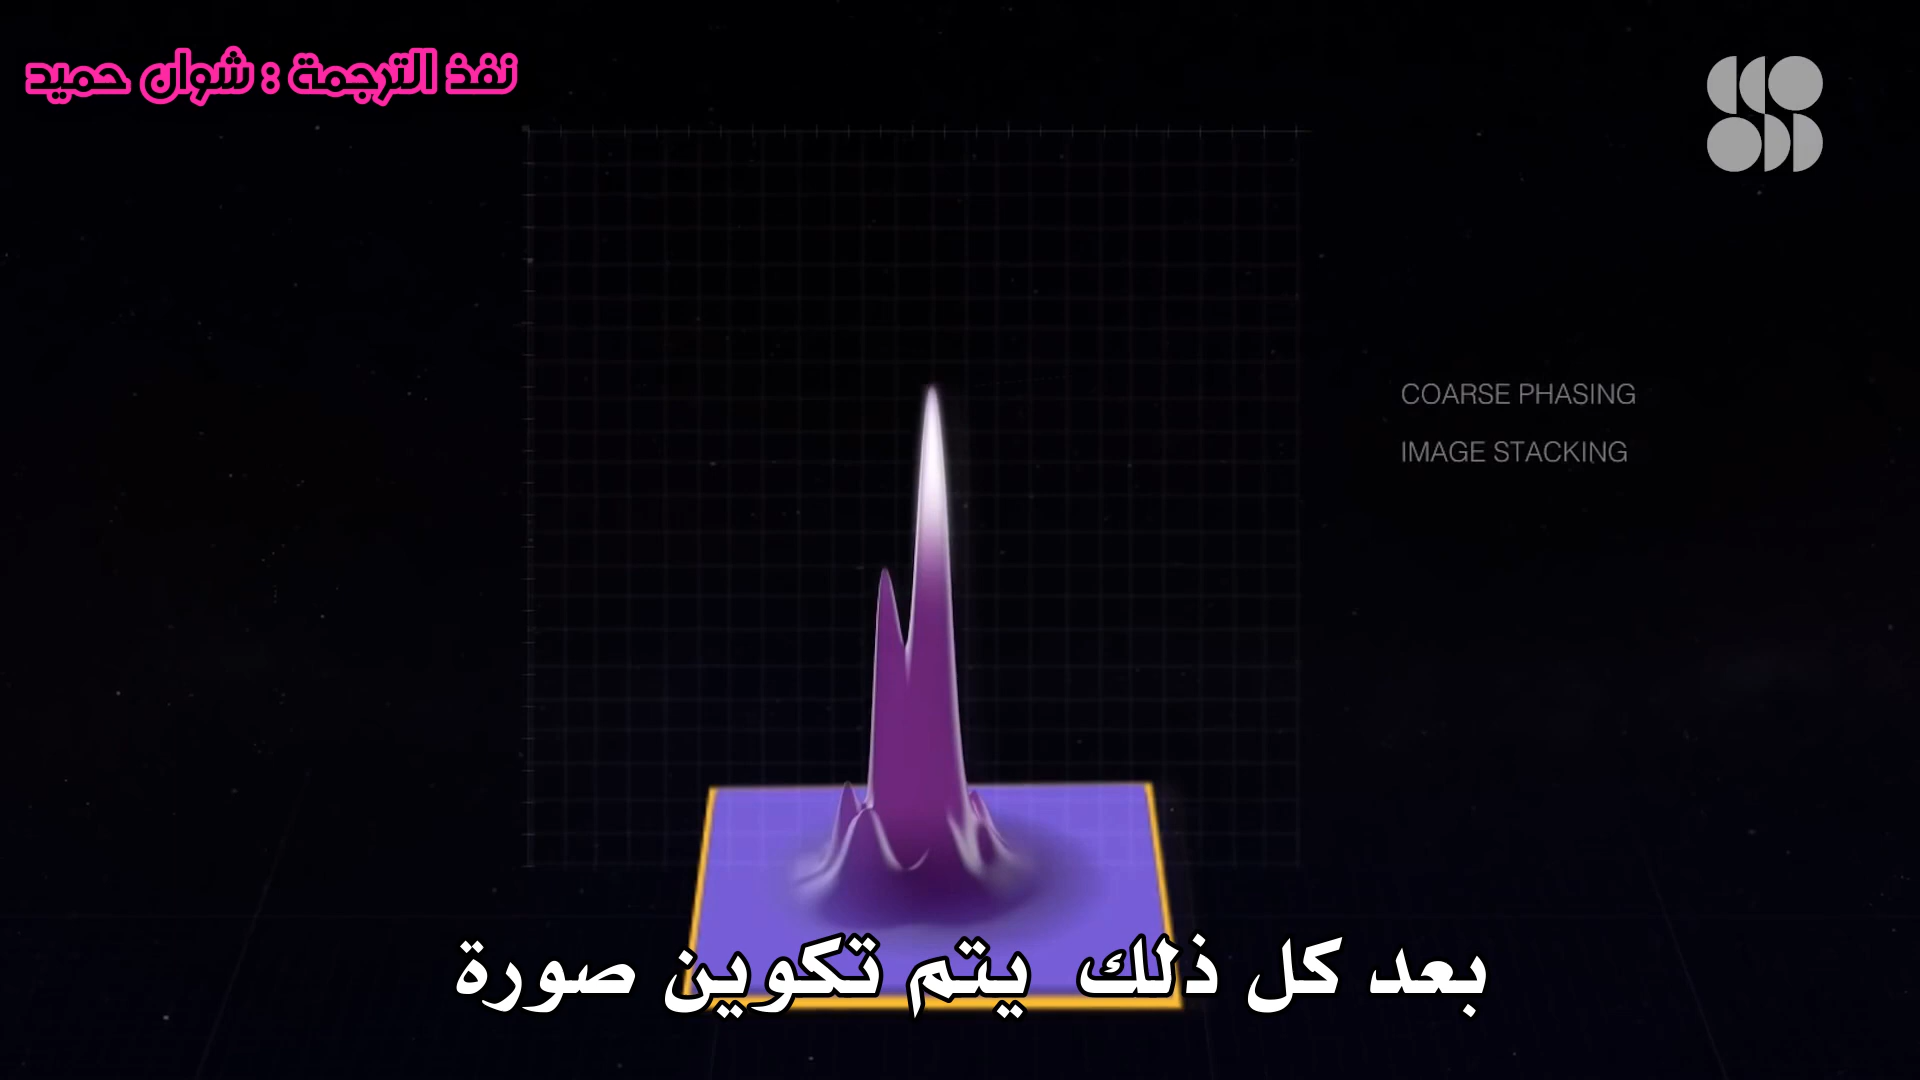 نفذ الترجمة : شوان حميد
COARSE PHASING
IMAGE STACKING
بعد كل ذلك يتم تكوين صورة